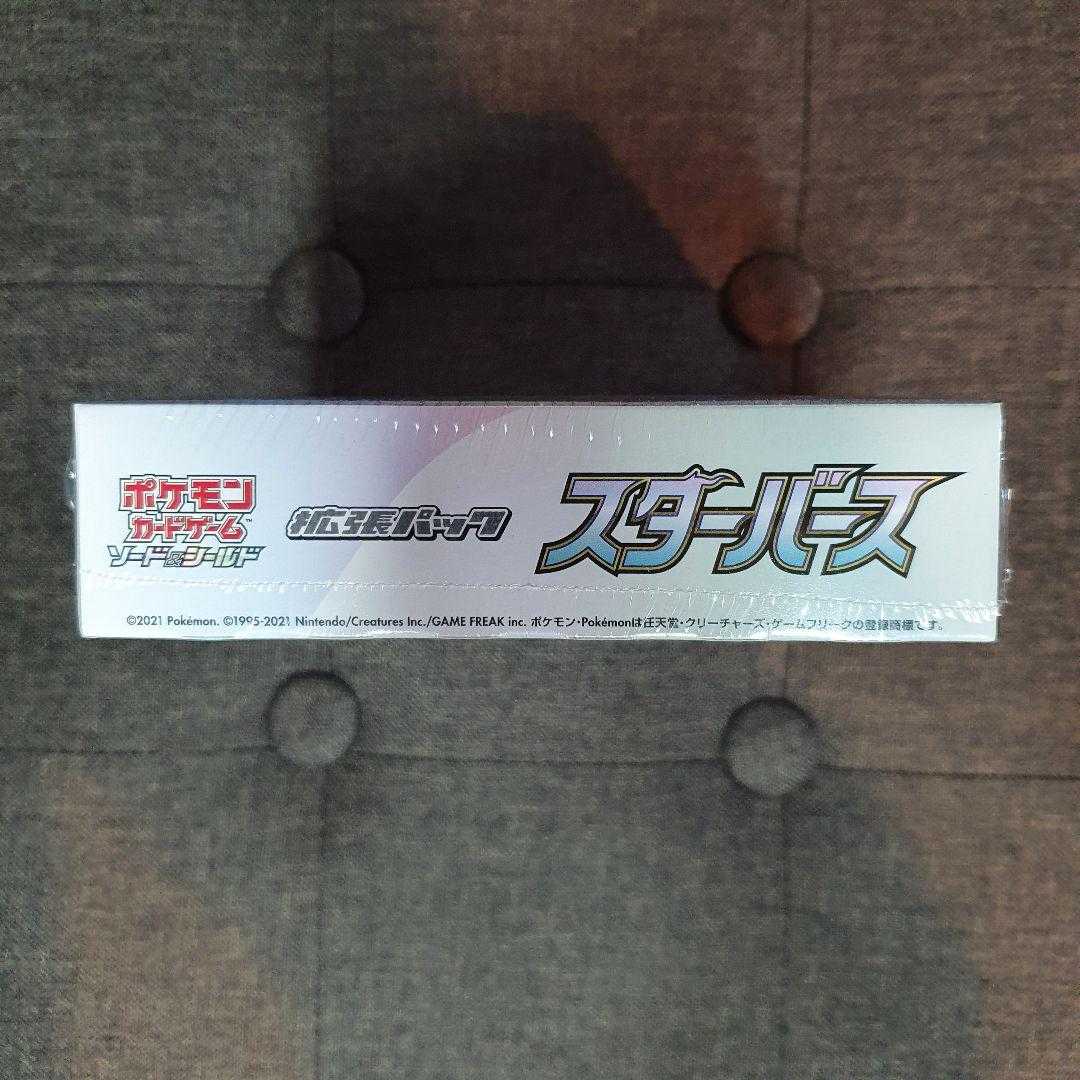 ポケモン
カードゲーム™
ソード&シールド
拡張パック
スターバース
©2021 Pokémon. ©1995-2021 Nintendo/Creatures Inc./GAME FREAK inc. ポケモン・Pokémonは任天堂・クリーチャーズ・ゲームフリークの登録商標です。